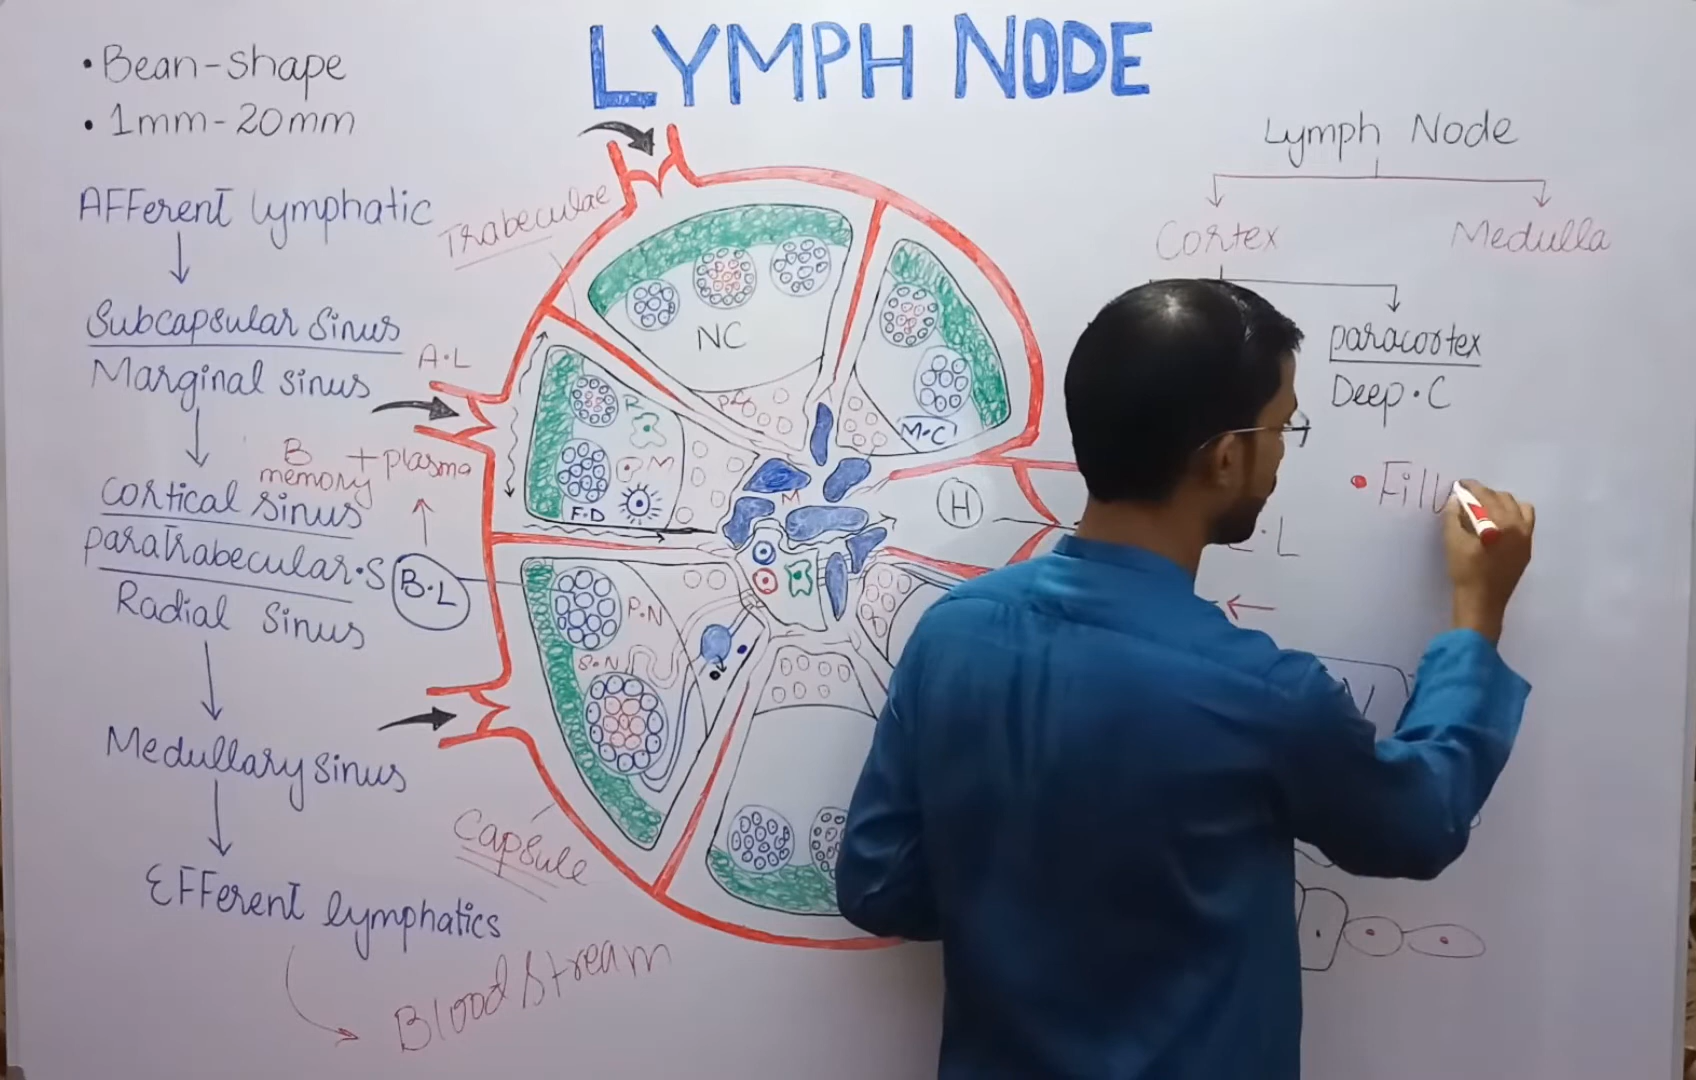 LYMPH NODE
• Bean-shape
• 1mm-20mm
AFFerent lymphatic
Subcapsular sinus
Marginal sinus
B memory + plasma
cortical sinus
paratrabecular.S
Radial sinus
Medullary sinus
EFFerent lymphatics
Blood stream
Trabeculae
A.L
B.L
Capsule
NC
M.C
R
P M
F.D
M
P.N
S.N
H
.L
Lymph Node
Cortex
Medulla
paracortex
Deep.C
• Fil